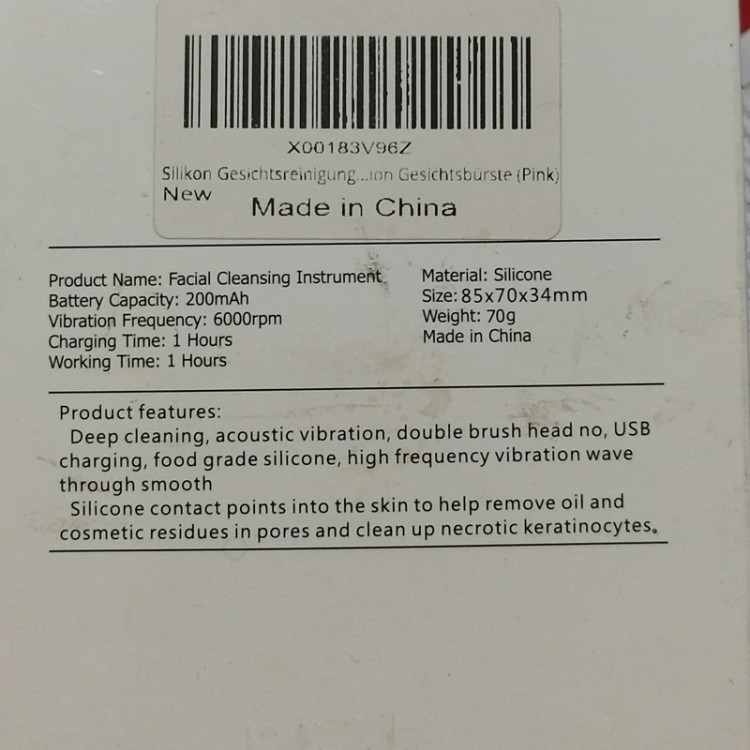 X00183V96Z
Silikon Gesichtsreinigung...ion Gesichtsbürste (Pink)
New
Made in China
Product Name: Facial Cleansing Instrument
Battery Capacity: 200mAh
Vibration Frequency: 6000rpm
Charging Time: 1 Hours
Working Time: 1 Hours
Material: Silicone
Size: 85x70x34mm
Weight: 70g
Made in China
Product features:
Deep cleaning, acoustic vibration, double brush head no, USB
charging, food grade silicone, high frequency vibration wave
through smooth
Silicone contact points into the skin to help remove oil and
cosmetic residues in pores and clean up necrotic keratinocytes。